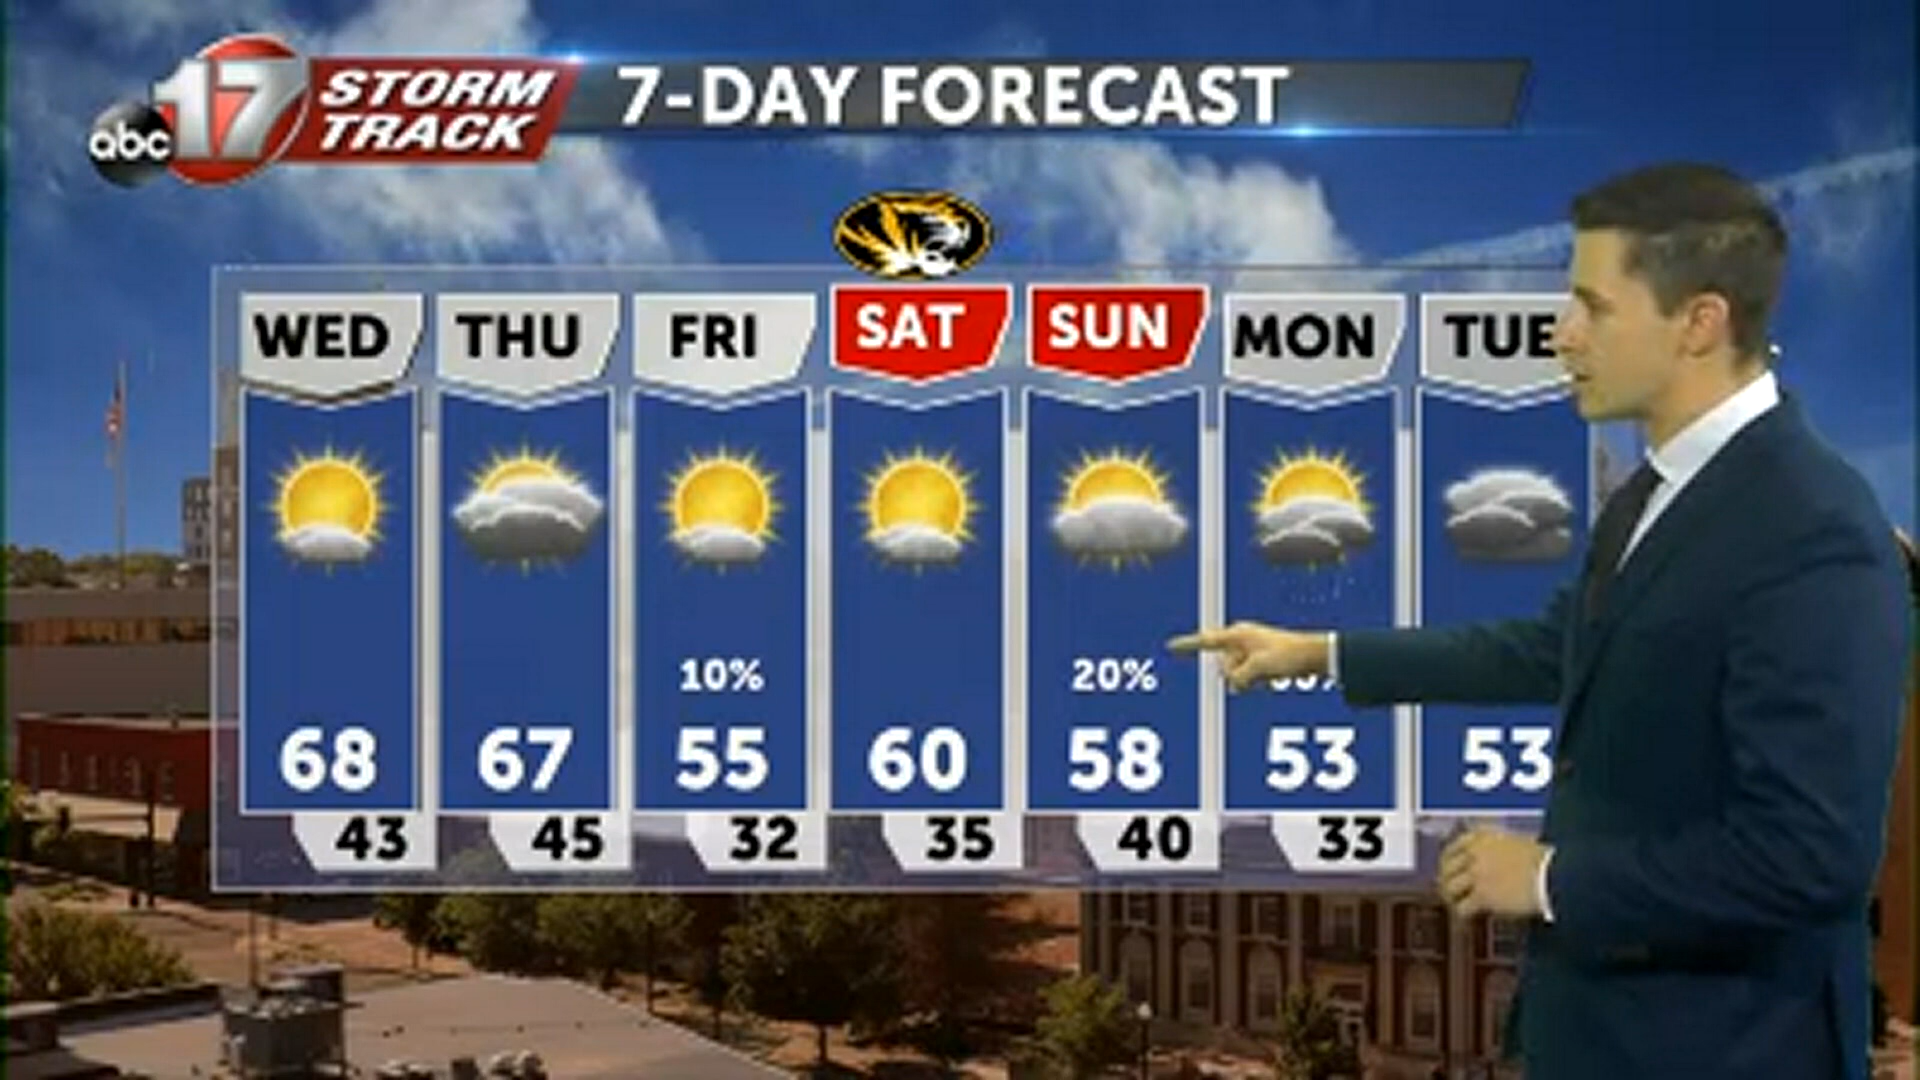 abc 17 STORM TRACK
7-DAY FORECAST
WED THU FRI SAT SUN MON TUE
10% 20%
68 67 55 60 58 53 53
43 45 32 35 40 33